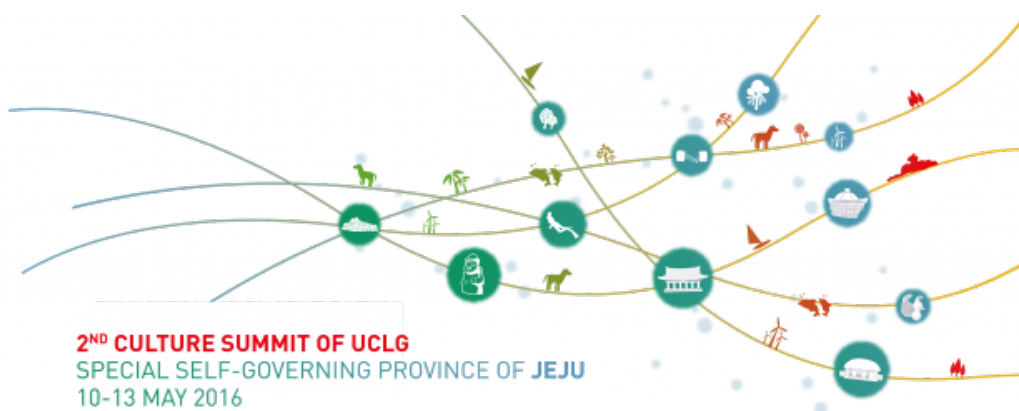 2ND CULTURE SUMMIT OF UCLG
SPECIAL SELF-GOVERNING PROVINCE OF JEJU
10-13 MAY 2016